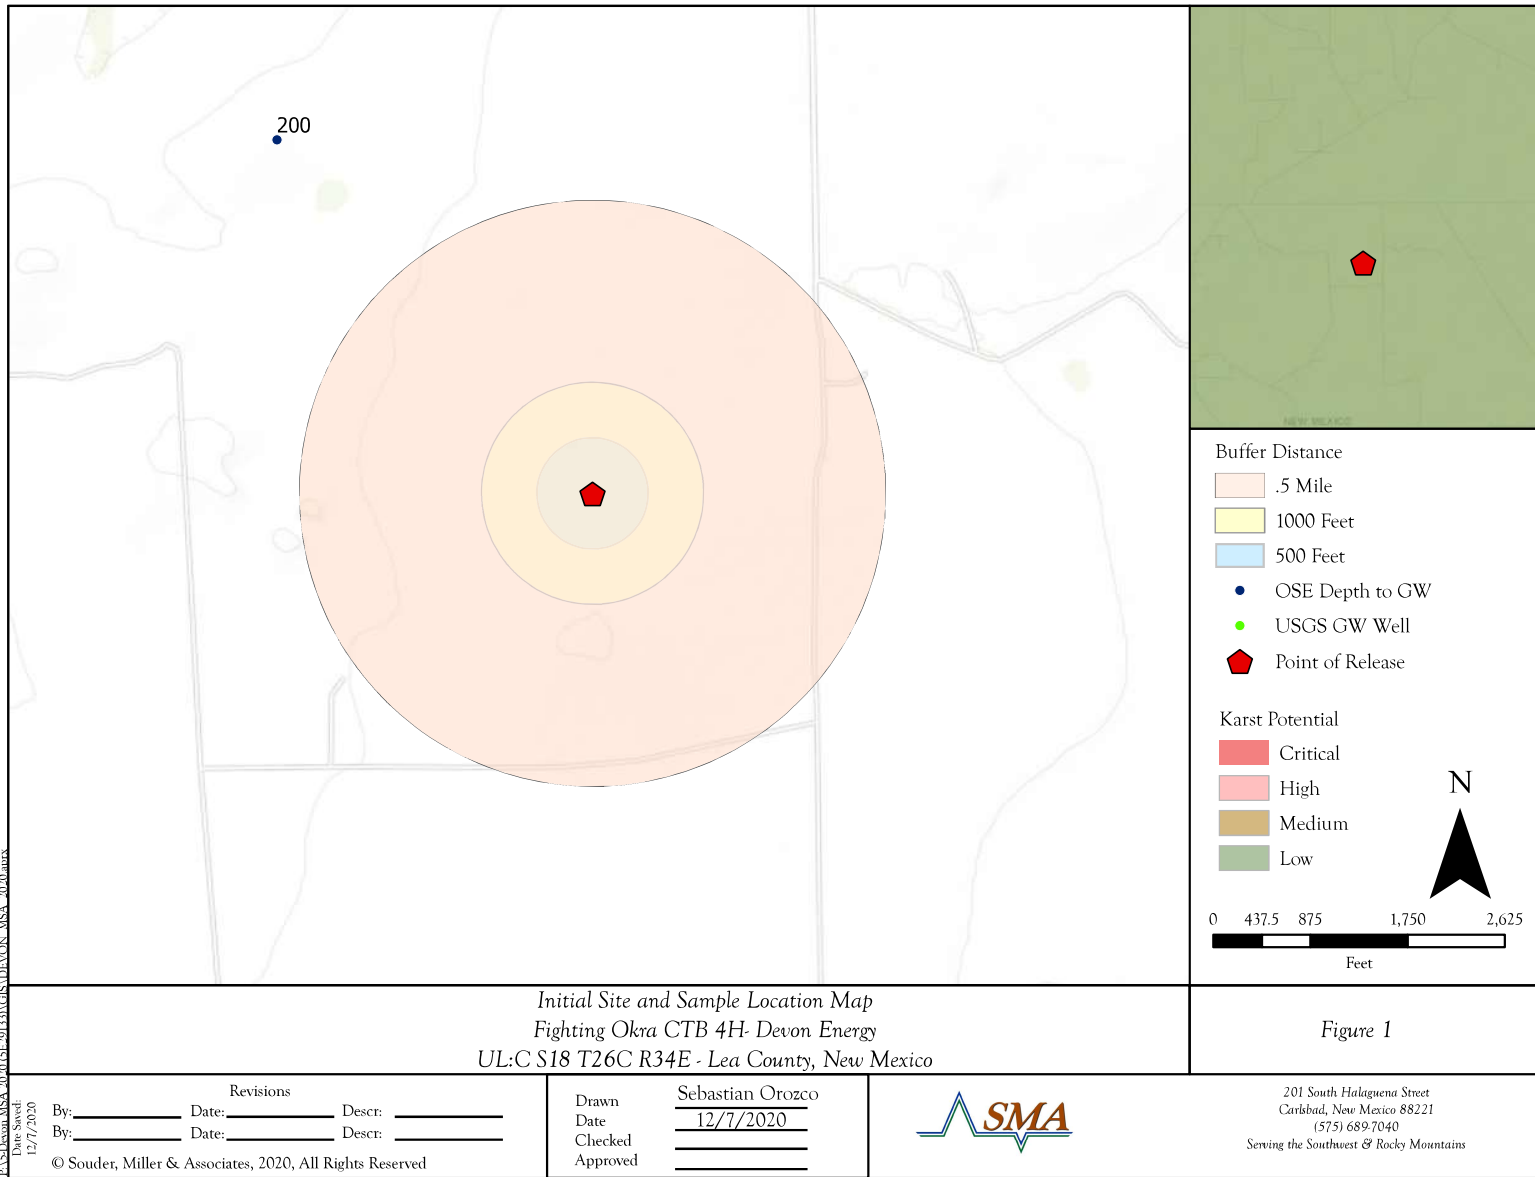 200
NEW MEXICO
Buffer Distance
.5 Mile
1000 Feet
500 Feet
OSE Depth to GW
USGS GW Well
Point of Release
Karst Potential
Critical
High
Medium
Low
N
0 437.5 875 1,750 2,625
Feet
Initial Site and Sample Location Map
Fighting Okra CTB 4H- Devon Energy
UL:C S18 T26C R34E - Lea County, New Mexico
Figure 1
Date Saved:
12/7/2020
Revisions
By: Date: Descr:
By: Date: Descr:
© Souder, Miller & Associates, 2020, All Rights Reserved
Drawn Sebastian Orozco
Date 12/7/2020
Checked
Approved
SMA
201 South Halaguena Street
Carlsbad, New Mexico 88221
(575) 689-7040
Serving the Southwest & Rocky Mountains